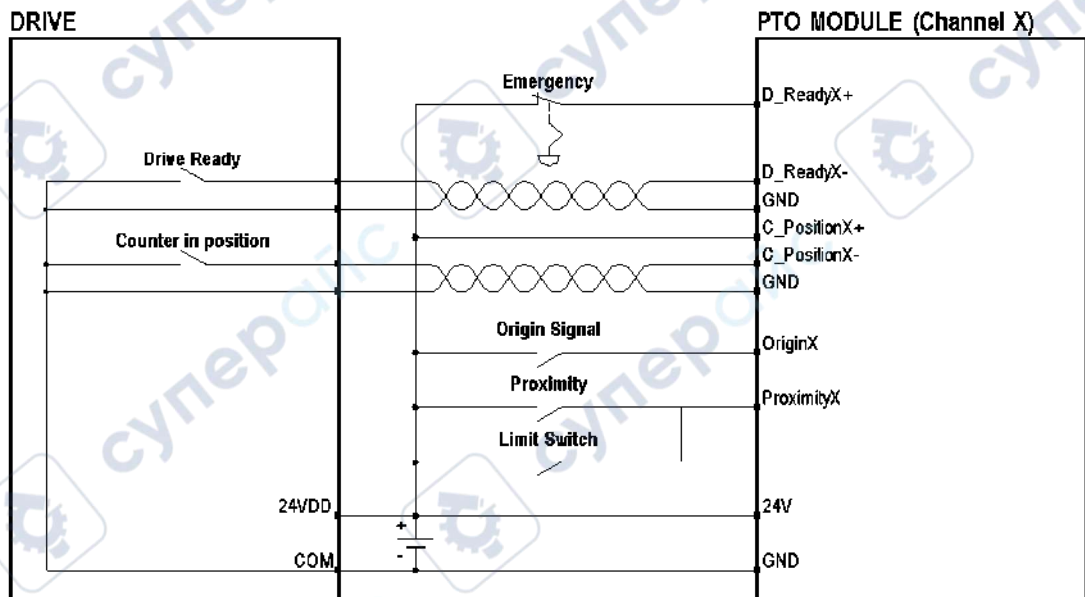 DRIVE
PTO MODULE (Channel X)
Emergency
D_ReadyX+
Drive Ready
D_ReadyX-
GND
C_PositionX+
Counter in position
C_PositionX-
GND
Origin Signal
OriginX
Proximity
ProximityX
Limit Switch
24VDD
24V
+
-
COM
GND
суперайс